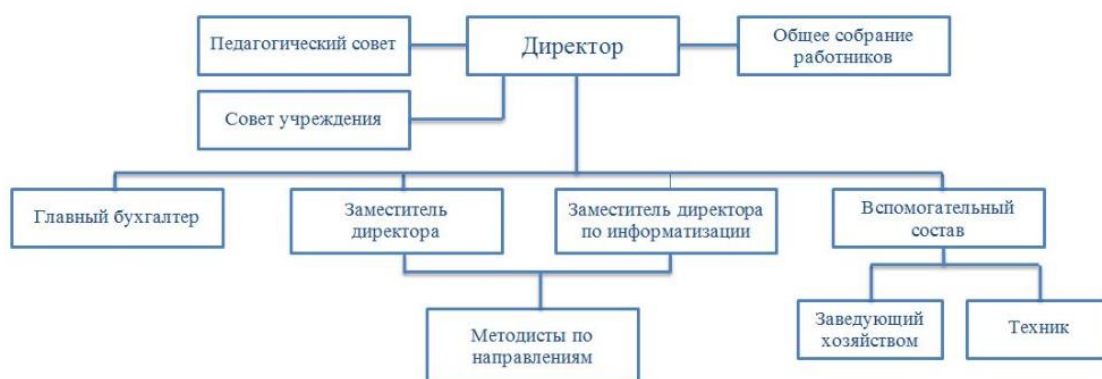 Педагогический совет
Директор
Общее собрание
работников
Совет учреждения
Главный бухгалтер
Заместитель
директора
Заместитель директора
по информатизации
Вспомогательный
состав
Методисты по
направлениям
Заведующий
хозяйством
Техник